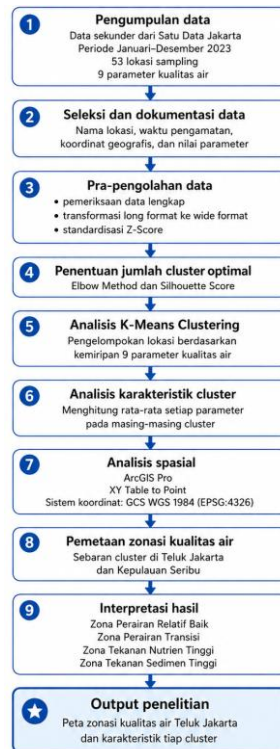 1
Pengumpulan data
Data sekunder dari Satu Data Jakarta
Periode Januari–Desember 2023
53 lokasi sampling
9 parameter kualitas air
2
Seleksi dan dokumentasi data
Nama lokasi, waktu pengamatan,
koordinat geografis, dan nilai parameter
3
Pra-pengolahan data
• pemeriksaan data lengkap
• transformasi long format ke wide format
• standardisasi Z-Score
4
Penentuan jumlah cluster optimal
Elbow Method dan Silhouette Score
5
Analisis K-Means Clustering
Pengelompokan lokasi berdasarkan
kemiripan 9 parameter kualitas air
6
Analisis karakteristik cluster
Menghitung rata-rata setiap parameter
pada masing-masing cluster
7
Analisis spasial
ArcGIS Pro
XY Table to Point
Sistem koordinat: GCS WGS 1984 (EPSG:4326)
8
Pemetaan zonasi kualitas air
Sebaran cluster di Teluk Jakarta
dan Kepulauan Seribu
9
Interpretasi hasil
Zona Perairan Relatif Baik
Zona Perairan Transisi
Zona Tekanan Nutrien Tinggi
Zona Tekanan Sedimen Tinggi
Output penelitian
Peta zonasi kualitas air Teluk Jakarta
dan karakteristik tiap cluster